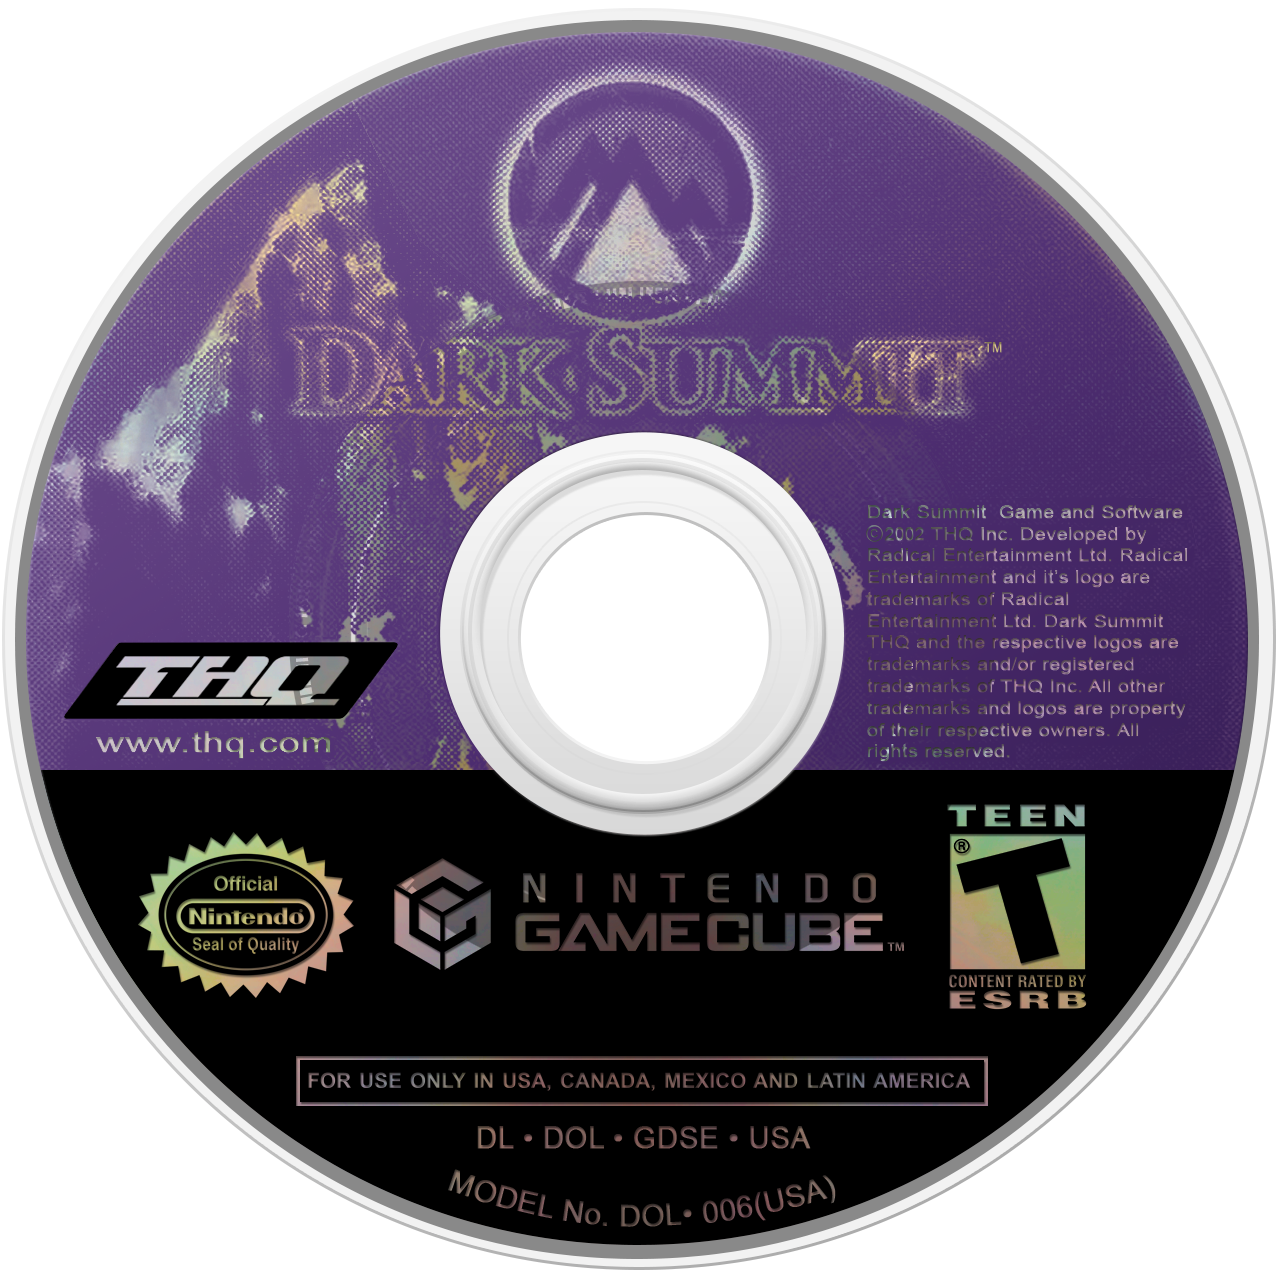 DARK SUMMIT™
Dark Summit Game and Software
©2002 THQ Inc. Developed by
Radical Entertainment Ltd. Radical
Entertainment and it's logo are
trademarks of Radical
Entertainment Ltd. Dark Summit
THQ and the respective logos are
trademarks and/or registered
trademarks of THQ Inc. All other
trademarks and logos are property
of their respective owners. All
rights reserved.
THQ
www.thq.com
TEEN
®
T
CONTENT RATED BY
ESRB
Official
Nintendo®
Seal of Quality
NINTENDO
GAMECUBE™
FOR USE ONLY IN USA, CANADA, MEXICO AND LATIN AMERICA
DL • DOL • GDSE • USA
MODEL No. DOL• 006(USA)